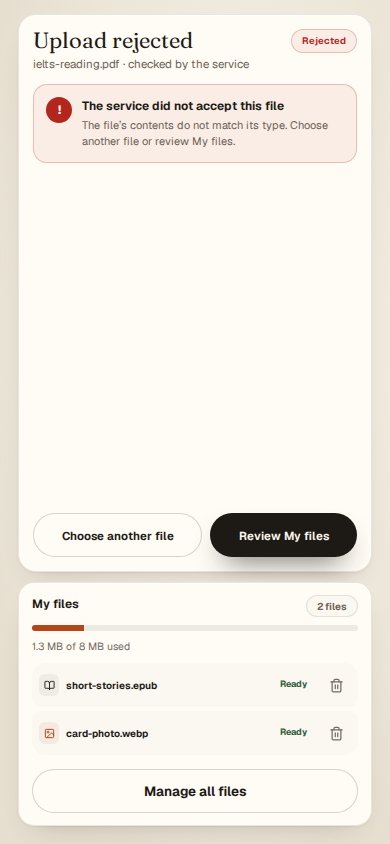 Upload rejected
Rejected
ielts-reading.pdf · checked by the service
!
The service did not accept this file
The file's contents do not match its type. Choose
another file or review My files.
Choose another file
Review My files
My files
2 files
1.3 MB of 8 MB used
short-stories.epub
Ready
card-photo.webp
Ready
Manage all files